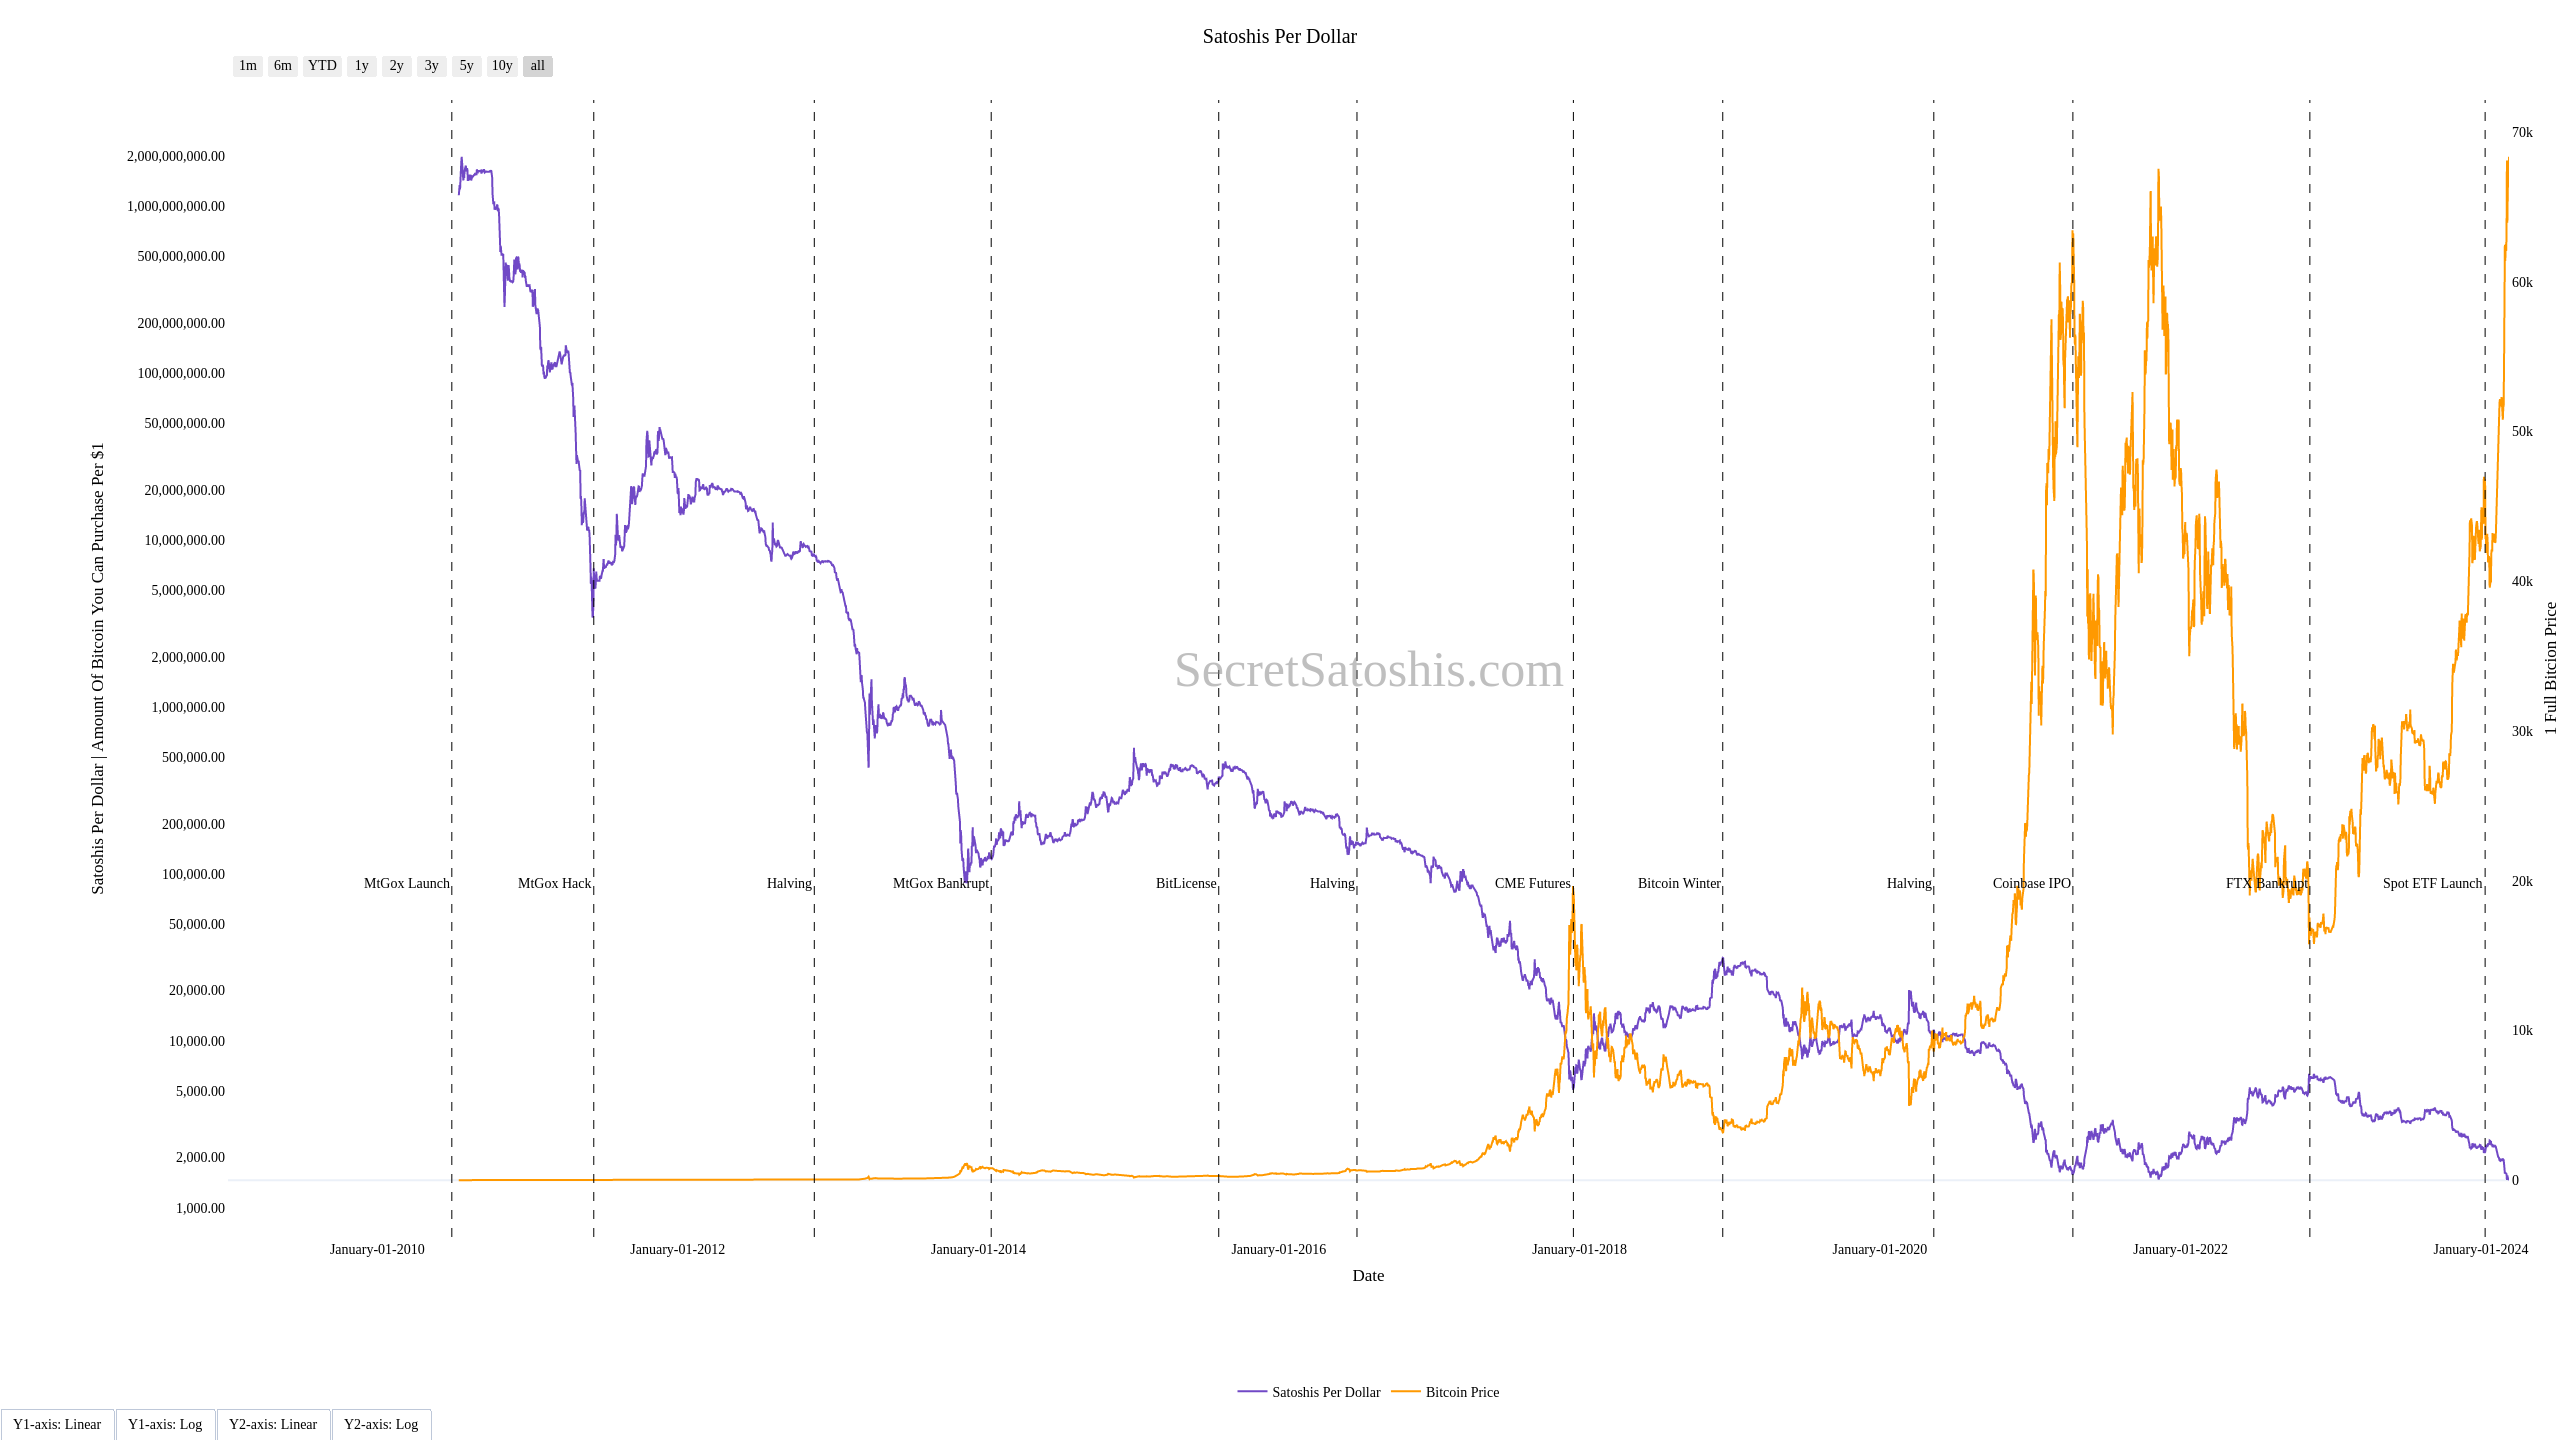 Satoshis Per Dollar
1m 6m YTD 1y 2y 3y 5y 10y all
Satoshis Per Dollar | Amount Of Bitcoin You Can Purchase Per $1
2,000,000,000.00
1,000,000,000.00
500,000,000.00
200,000,000.00
100,000,000.00
50,000,000.00
20,000,000.00
10,000,000.00
5,000,000.00
2,000,000.00
1,000,000.00
500,000.00
200,000.00
100,000.00
50,000.00
20,000.00
10,000.00
5,000.00
2,000.00
1,000.00
SecretSatoshis.com
MtGox Launch MtGox Hack Halving MtGox Bankrupt BitLicense Halving CME Futures Bitcoin Winter Halving Coinbase IPO FTX Bankrupt Spot ETF Launch
70k
60k
50k
40k
30k
20k
10k
0
1 Full Bitcion Price
January-01-2010 January-01-2012 January-01-2014 January-01-2016 January-01-2018 January-01-2020 January-01-2022 January-01-2024
Date
Satoshis Per Dollar Bitcoin Price
Y1-axis: Linear Y1-axis: Log Y2-axis: Linear Y2-axis: Log